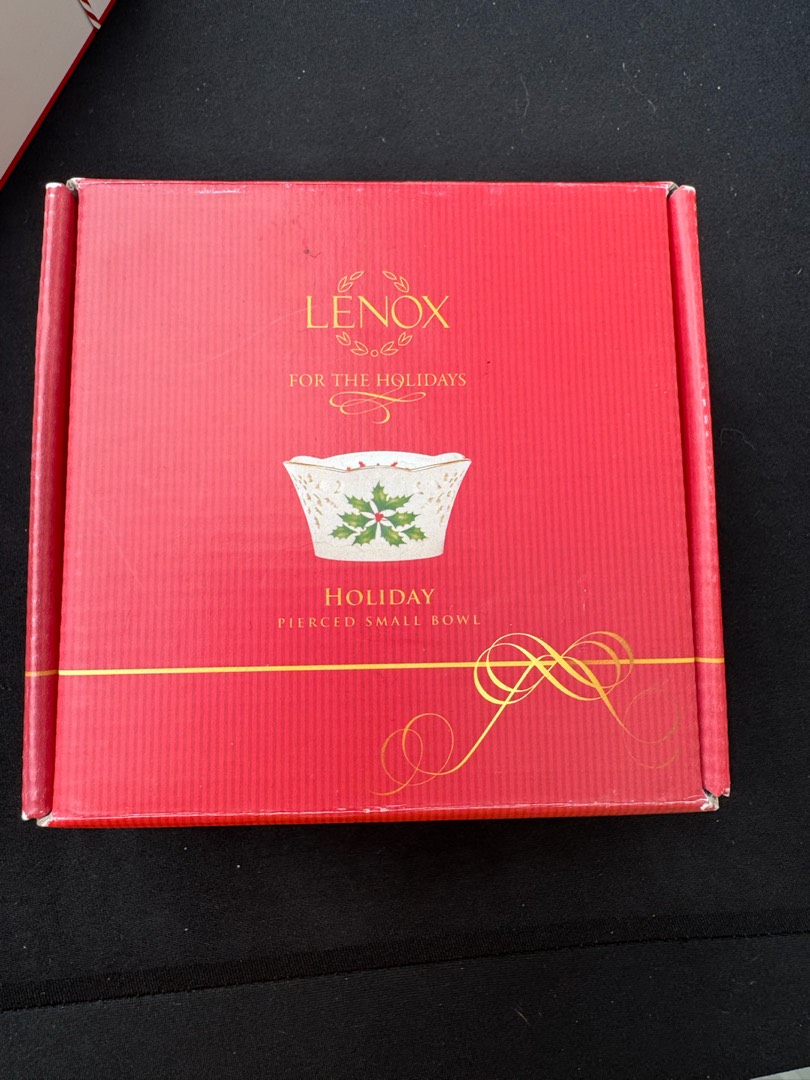 LENOX
FOR THE HOLIDAYS
HOLIDAY
PIERCED SMALL BOWL